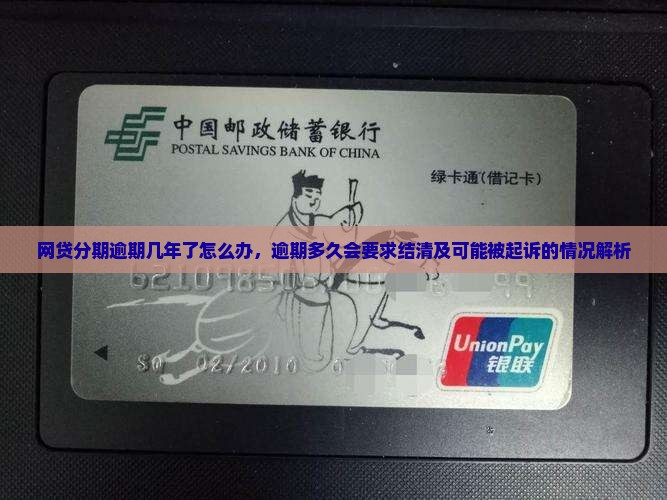 中国邮政储蓄银行
POSTAL SAVINGS BANK OF CHINA
绿卡通(借记卡)
网贷分期逾期几年了怎么办，逾期多久会要求结清及可能被起诉的情况解析
UnionPay
银联
02/2010